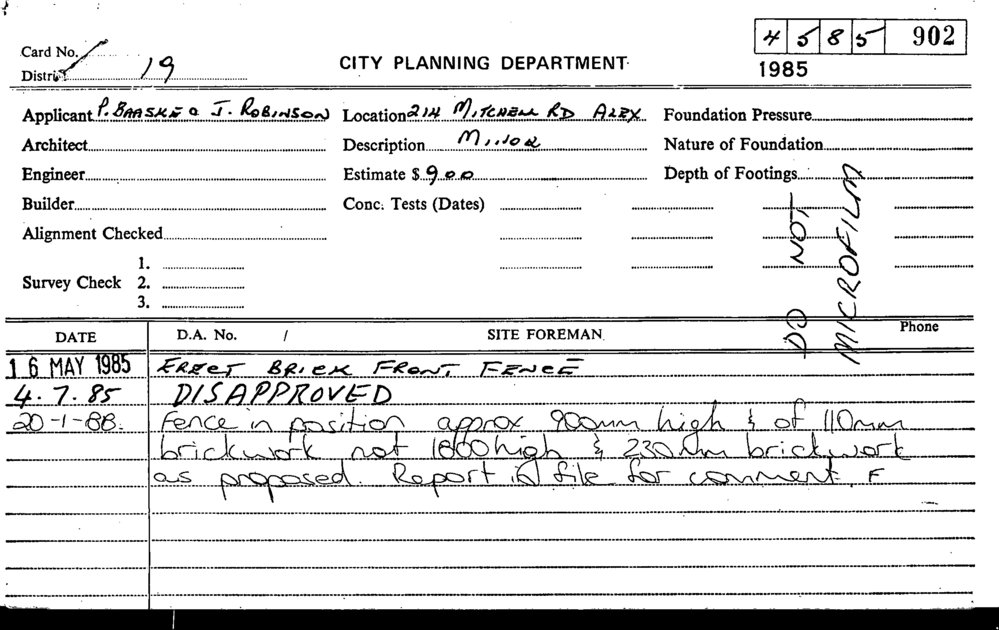 4 5 8 5 902
Card No.
CITY PLANNING DEPARTMENT
1985
District 19
Applicant P. BAASKE & J. ROBINSON Location 214 MITCHELL RD ALEX Foundation Pressure
Architect Description Minor Nature of Foundation
Engineer Estimate $ 900 Depth of Footings
Builder Conc. Tests (Dates)
Alignment Checked
1.
Survey Check 2.
3.
DO NOT
MICROFILM
DATE D.A. No. / SITE FOREMAN Phone
16 MAY 1985 ERECT BRICK FRONT FENCE
4.7.85 DISAPPROVED
20-1-88. Fence in position approx 900mm high & of 110mm
brickwork not 1800 high & 230mm brickwork
as proposed. Report in file for comment. F